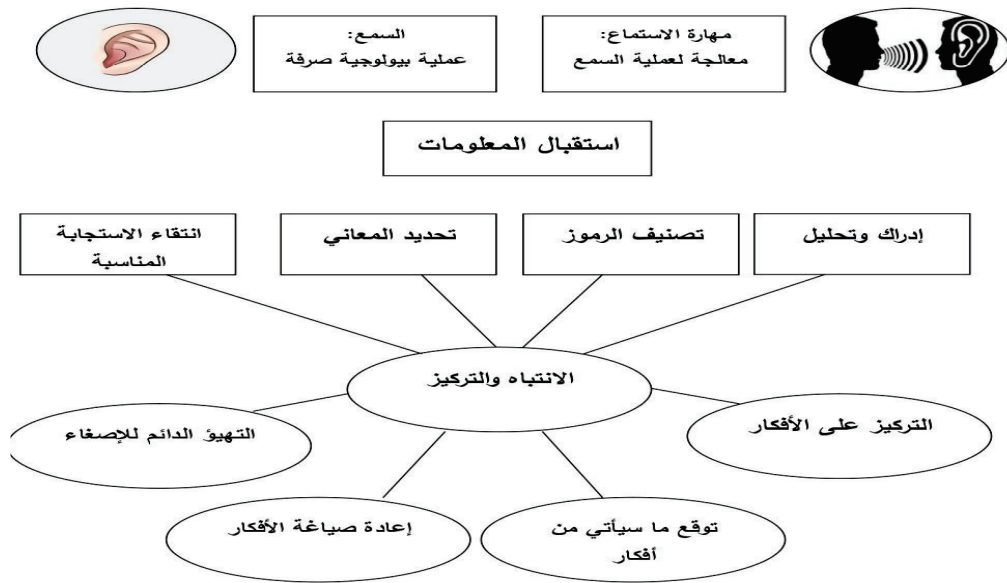 مهارة الاستماع:
معالجة لعملية السمع
السمع:
عملية بيولوجية صرفة
استقبال المعلومات
إدراك وتحليل
تصنيف الرموز
تحديد المعاني
انتقاء الاستجابة
المناسبة
الانتباه والتركيز
التركيز على الأفكار
توقع ما سيأتي من
أفكار
إعادة صياغة الأفكار
التهيؤ الدائم للإصغاء